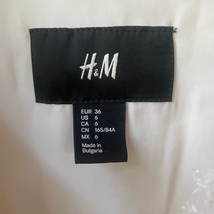 H&M
EUR 36
US 6
CA 6
CN 165/84A
MX 6
Made in
Bulgaria